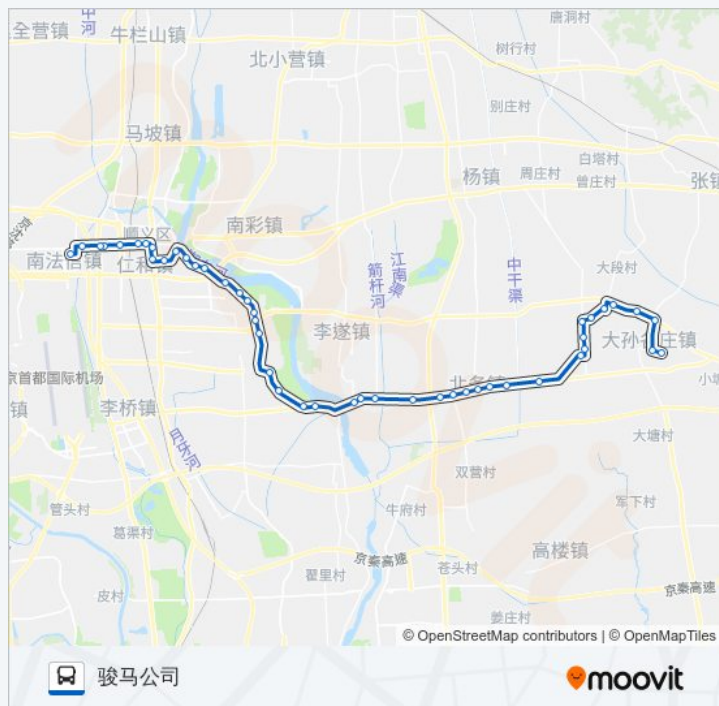 中河
唐洞村
全营镇
牛栏山镇
树行村
北小营镇
别庄村
马坡镇
白塔村
周庄村
杨镇
曾庄村
张镇
南彩镇
顺义区
南法信镇
仁和镇
江南渠
箭杆河
中干渠
大段村
李遂镇
大孙各庄镇
京首都国际机场
北务镇
小塘
镇
李桥镇
大塘村
双营村
管头村
牛府村
军下村
葛渠村
高楼镇
京秦高速
翟里村
苍头村
京秦高速
皮村
姜庄村
© OpenStreetMap contributors | © OpenMapTiles
骏马公司
moovit